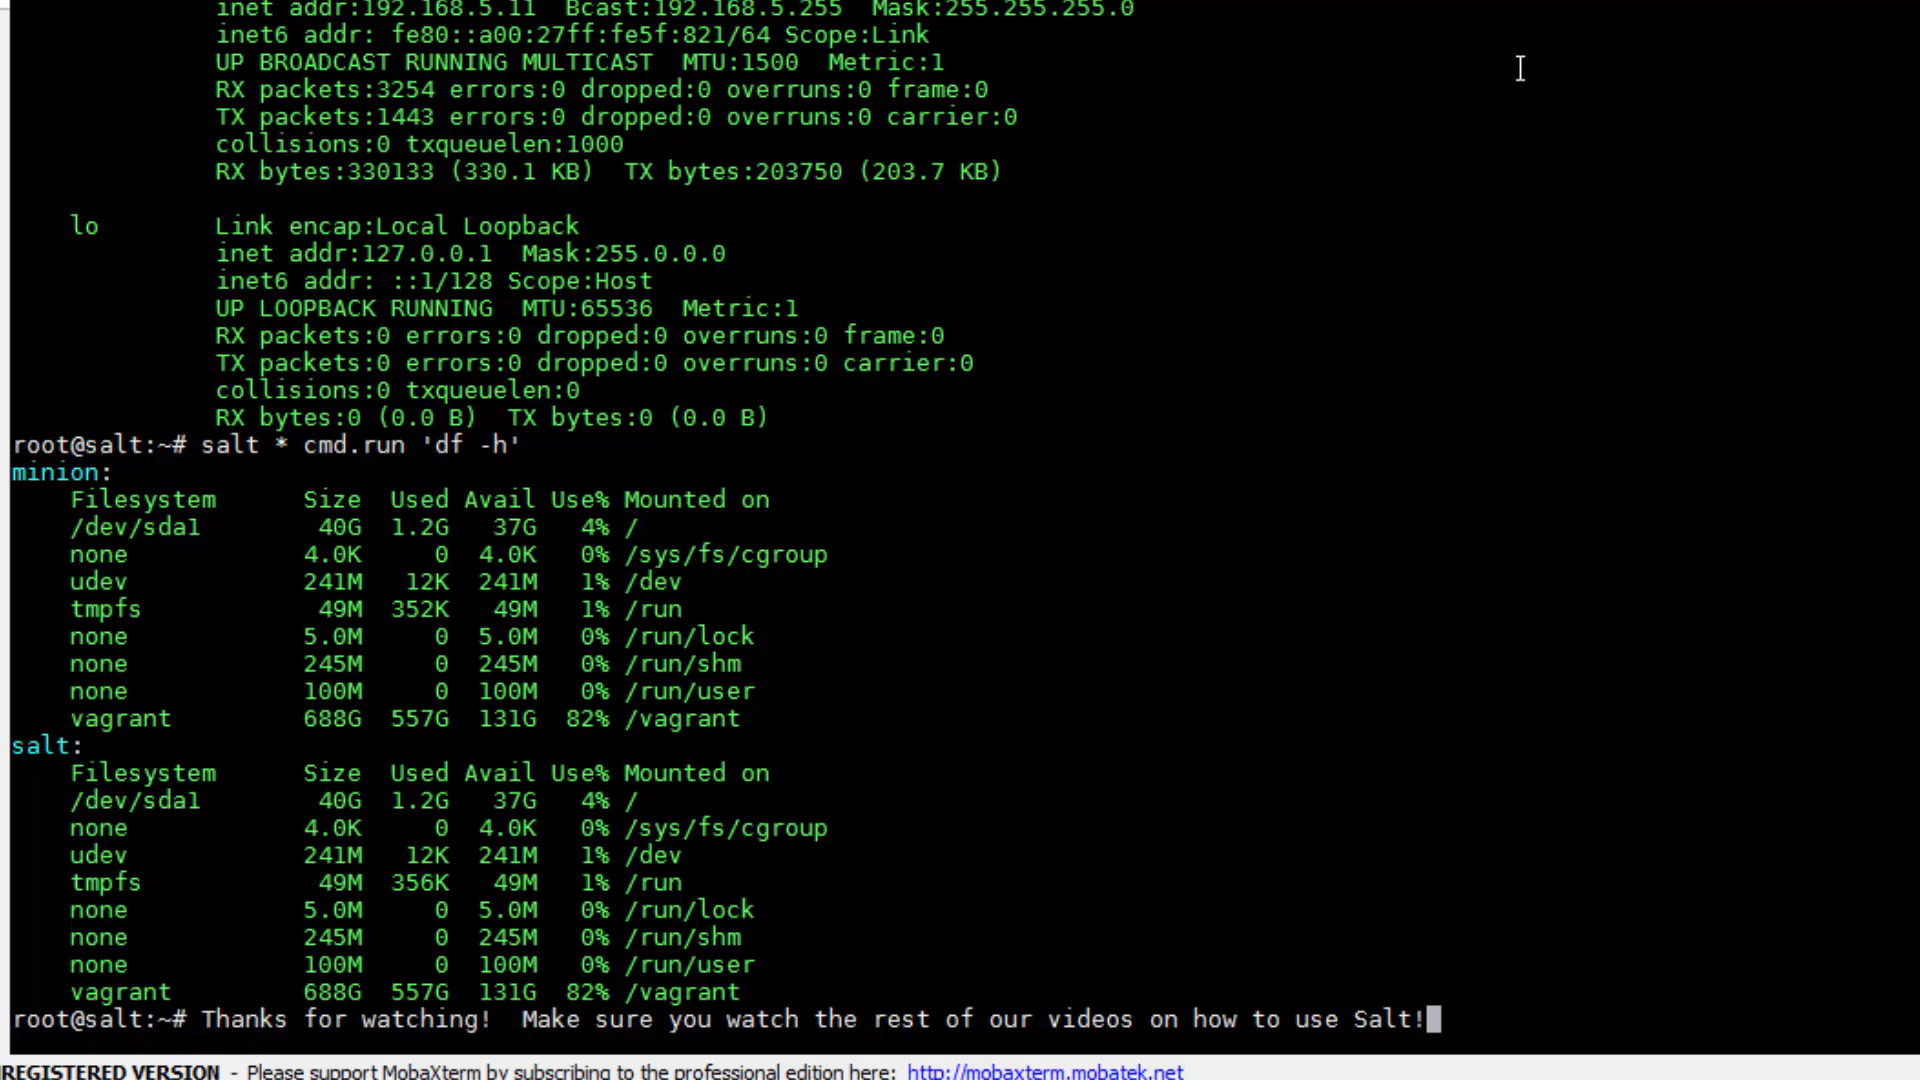 inet addr:192.168.5.11  Bcast:192.168.5.255  Mask:255.255.255.0
inet6 addr: fe80::a00:27ff:fe5f:821/64 Scope:Link
UP BROADCAST RUNNING MULTICAST  MTU:1500  Metric:1
RX packets:3254 errors:0 dropped:0 overruns:0 frame:0
TX packets:1443 errors:0 dropped:0 overruns:0 carrier:0
collisions:0 txqueuelen:1000
RX bytes:330133 (330.1 KB)  TX bytes:203750 (203.7 KB)
lo        Link encap:Local Loopback
inet addr:127.0.0.1  Mask:255.0.0.0
inet6 addr: ::1/128 Scope:Host
UP LOOPBACK RUNNING  MTU:65536  Metric:1
RX packets:0 errors:0 dropped:0 overruns:0 frame:0
TX packets:0 errors:0 dropped:0 overruns:0 carrier:0
collisions:0 txqueuelen:0
RX bytes:0 (0.0 B)  TX bytes:0 (0.0 B)
root@salt:~# salt * cmd.run 'df -h'
minion:
Filesystem      Size  Used Avail Use% Mounted on
/dev/sda1        40G  1.2G   37G   4% /
none            4.0K     0  4.0K   0% /sys/fs/cgroup
udev            241M   12K  241M   1% /dev
tmpfs            49M  352K   49M   1% /run
none            5.0M     0  5.0M   0% /run/lock
none            245M     0  245M   0% /run/shm
none            100M     0  100M   0% /run/user
vagrant         688G  557G  131G  82% /vagrant
salt:
Filesystem      Size  Used Avail Use% Mounted on
/dev/sda1        40G  1.2G   37G   4% /
none            4.0K     0  4.0K   0% /sys/fs/cgroup
udev            241M   12K  241M   1% /dev
tmpfs            49M  356K   49M   1% /run
none            5.0M     0  5.0M   0% /run/lock
none            245M     0  245M   0% /run/shm
none            100M     0  100M   0% /run/user
vagrant         688G  557G  131G  82% /vagrant
root@salt:~# Thanks for watching!  Make sure you watch the rest of our videos on how to use Salt!
REGISTERED VERSION  -  Please support MobaXterm by subscribing to the professional edition here:  http://mobaxterm.mobatek.net